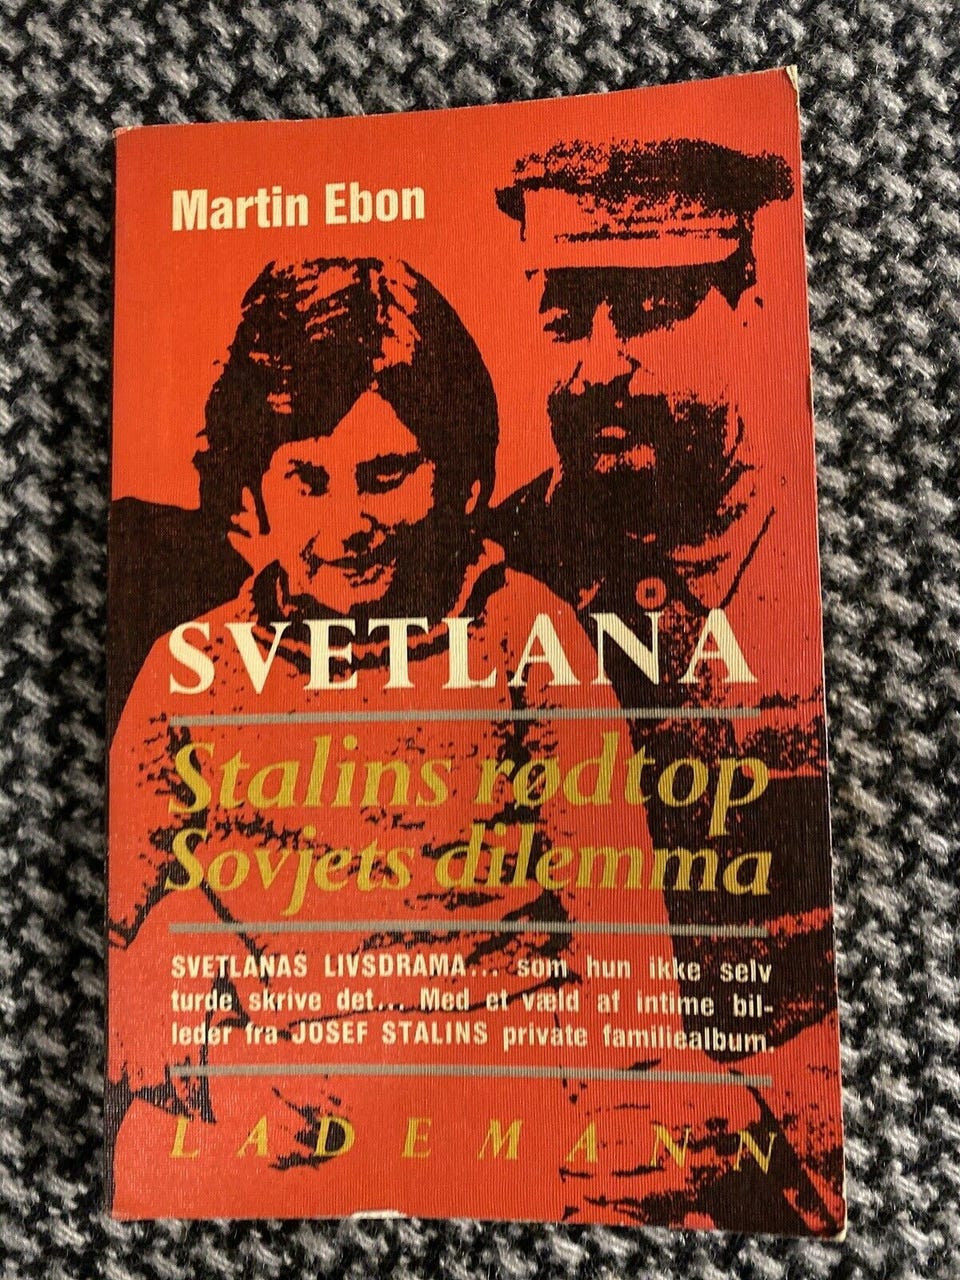 Martin Ebon
SVETLANA
Stalins rødtop
Sovjets dilemma
SVETLANAS LIVSDRAMA... som hun ikke selv
turde skrive det... Med et væld af intime bil-
leder fra JOSEF STALINS private familiealbum.
LADEMANN